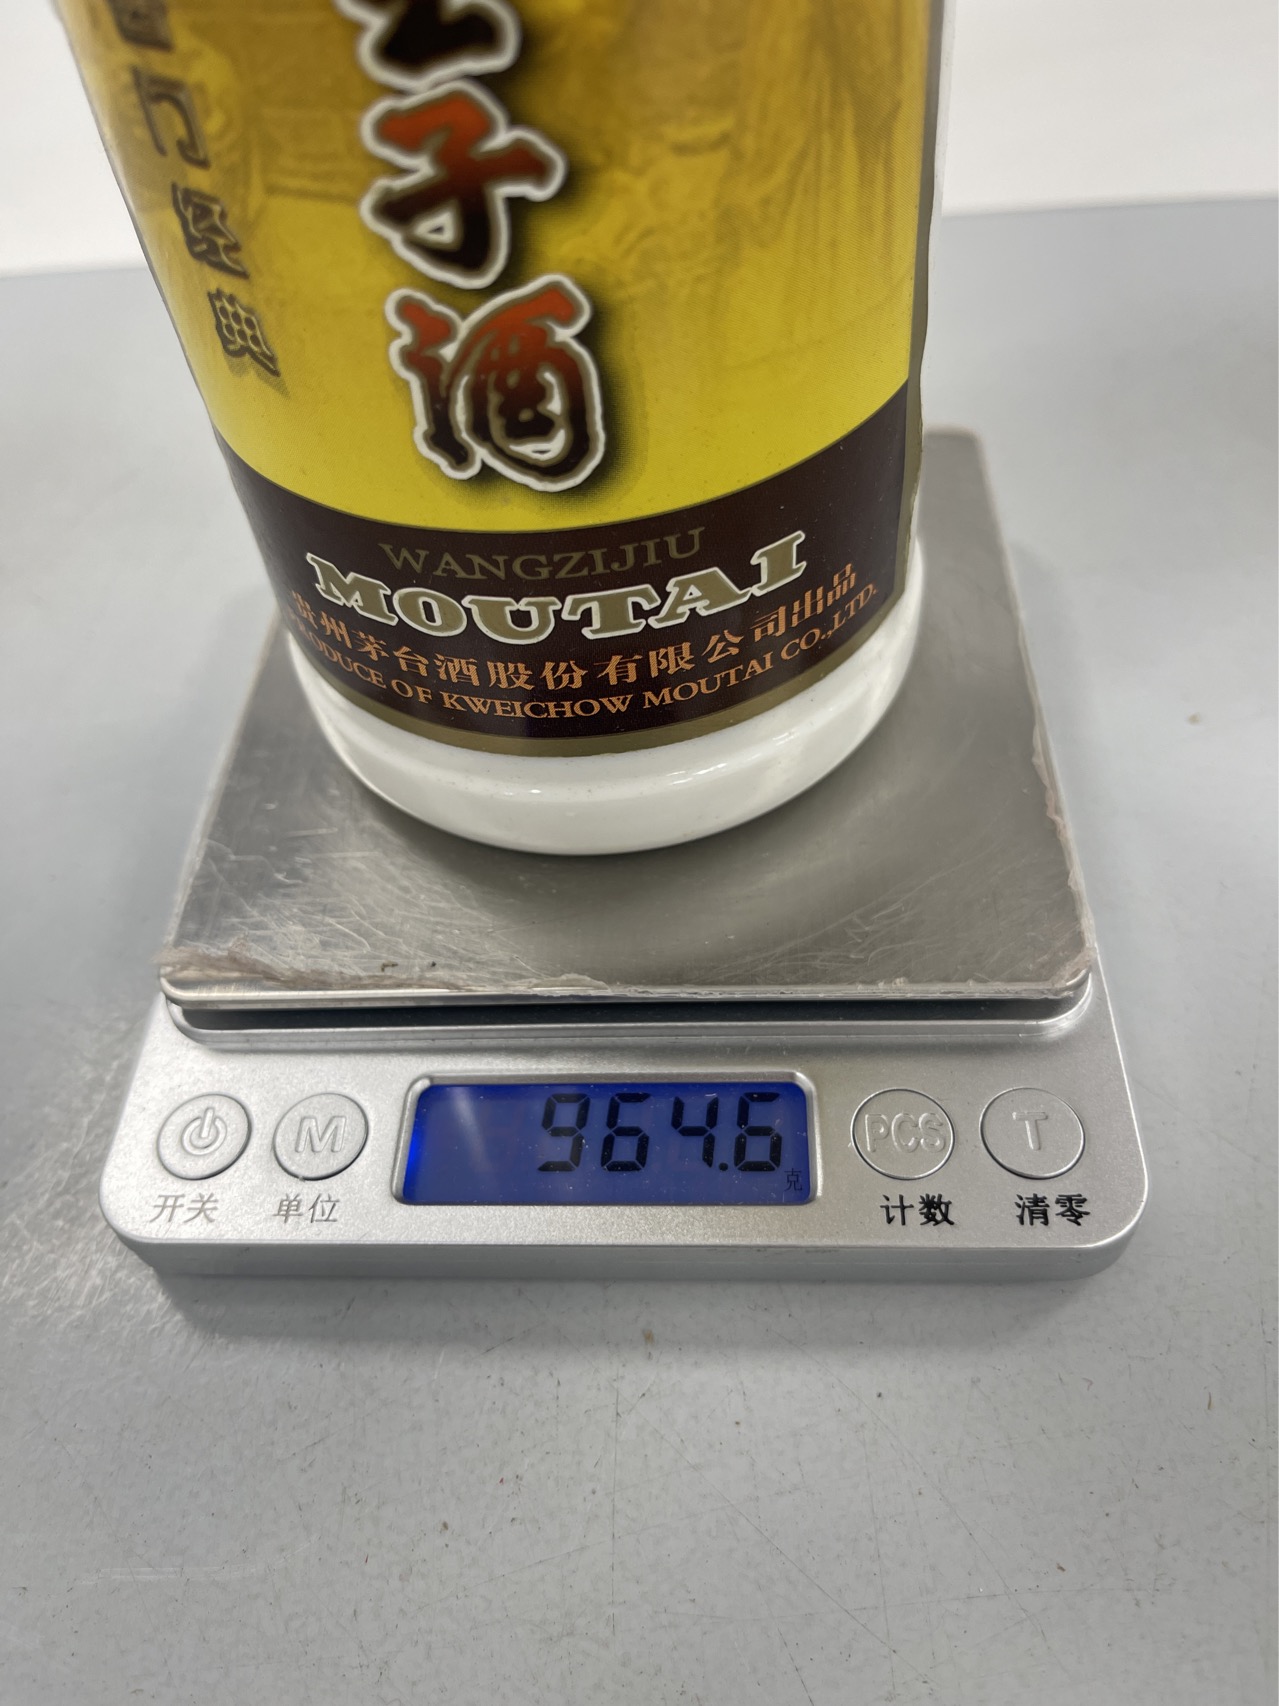 门经典
子酒
WANGZIJIU
MOUTAI
贵州茅台酒股份有限公司出品
PRODUCE OF KWEICHOW MOUTAI CO.,LTD.
964.6
克
M
PCS
T
开关
单位
计数
清零